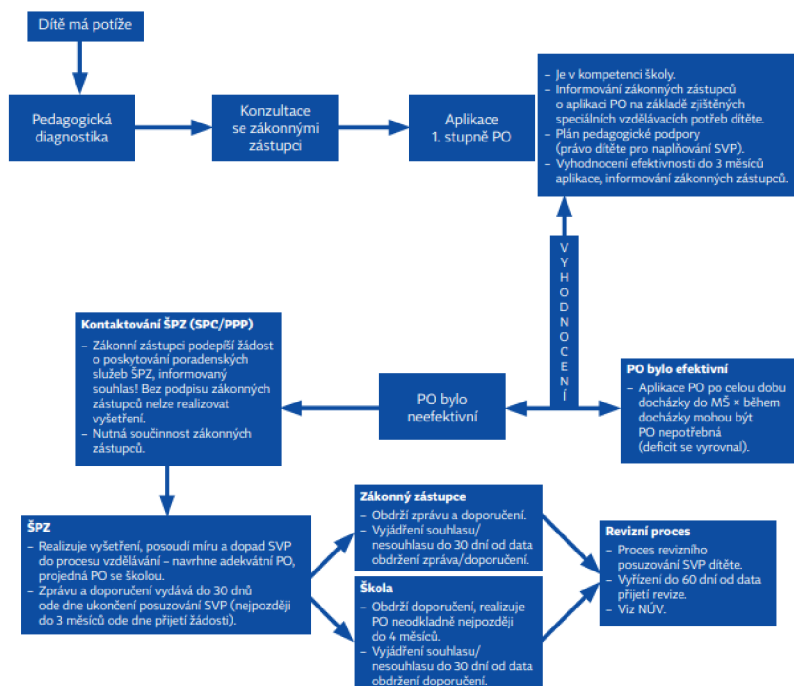 Dítě má potíže
Pedagogická
diagnostika
Konzultace
se zákonnými
zástupci
Aplikace
1. stupně PO
– Je v kompetenci školy.
– Informování zákonných zástupců
o aplikaci PO na základě zjištěných
speciálních vzdělávacích potřeb dítěte.
– Plán pedagogické podpory
(právo dítěte pro naplňování SVP).
– Vyhodnocení efektivnosti do 3 měsíců
aplikace, informování zákonných zástupců.
VYHODNOCENÍ
Kontaktování ŠPZ (SPC/PPP)
– Zákonní zástupci podepíší žádost
o poskytování poradenských
služeb ŠPZ, informovaný
souhlas! Bez podpisu zákonných
zástupců nelze realizovat
vyšetření.
– Nutná součinnost zákonných
zástupců.
PO bylo
neefektivní
PO bylo efektivní
– Aplikace PO po celou dobu
docházky do MŠ × během
docházky mohou být
PO nepotřebná
(deficit se vyrovnal).
ŠPZ
– Realizuje vyšetření, posoudí míru a dopad SVP
do procesu vzdělávání – navrhne adekvátní PO,
projedná PO se školou.
– Zprávu a doporučení vydává do 30 dnů
ode dne ukončení posuzování SVP (nejpozději
do 3 měsíců ode dne přijetí žádosti).
Zákonný zástupce
– Obdrží zprávu a doporučení.
– Vyjádření souhlasu/
nesouhlasu do 30 dní od data
obdržení zpráva/doporučení.
Škola
– Obdrží doporučení, realizuje
PO neodkladně nejpozději
do 4 měsíců.
– Vyjádření souhlasu/
nesouhlasu do 30 dní od data
obdržení doporučení.
Revizní proces
– Proces revizního
posuzování SVP dítěte.
– Vyřízení do 60 dní od data
přijetí revize.
– Viz NÚV.